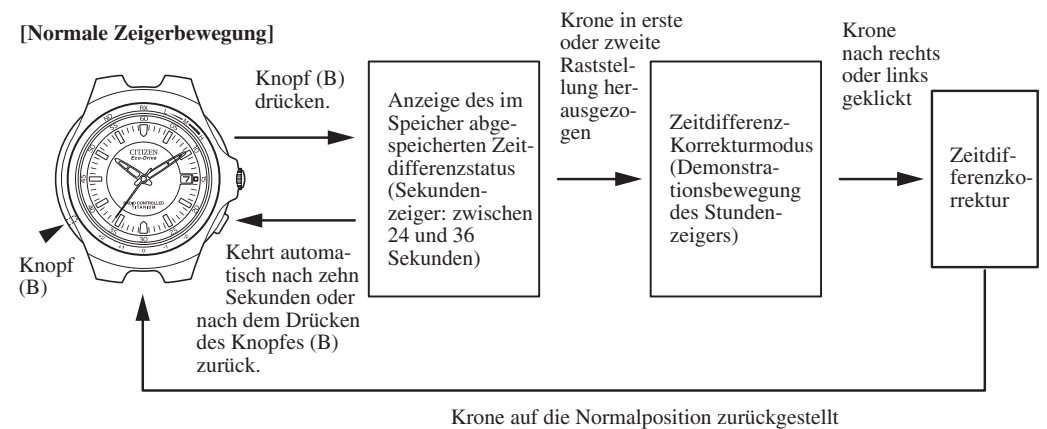 [Normale Zeigerbewegung]
Knopf (B)
drücken.
Anzeige des im
Speicher abge-
speicherten Zeit-
differenzstatus
(Sekunden-
zeiger: zwischen
24 und 36
Sekunden)
Krone in erste
oder zweite
Raststel-
lung her-
ausgezo-
gen
Zeitdifferenz-
Korrekturmodus
(Demonstra-
tionsbewegung
des Stunden-
zeigers)
Krone
nach rechts
oder links
geklickt
Zeitdif-
ferenzko-
rrektur
CITIZEN
Eco-Drive
RADIO CONTROLLED
TITANIUM
Knopf
(B)
Kehrt automa-
tisch nach zehn
Sekunden oder
nach dem Drücken
des Knopfes (B)
zurück.
Krone auf die Normalposition zurückgestellt